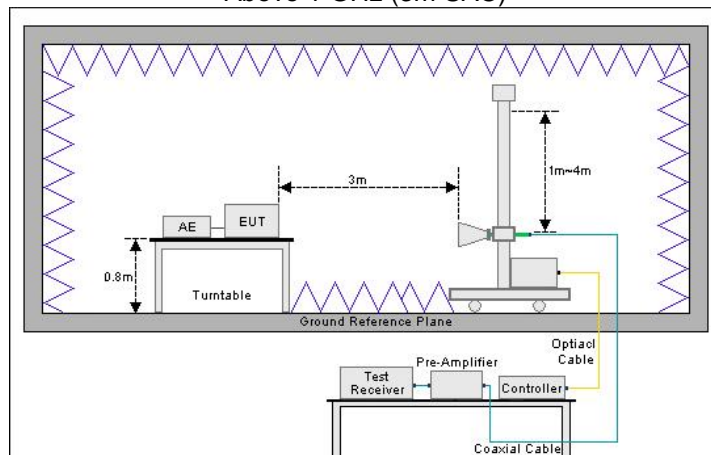 Above 1 GHz (3m SAC)
3m
1m~4m
AE
EUT
0.8m
Turntable
Ground Reference Plane
Optiacl
Cable
Pre-Amplifier
Test
Receiver
Controller
Coaxial Cable